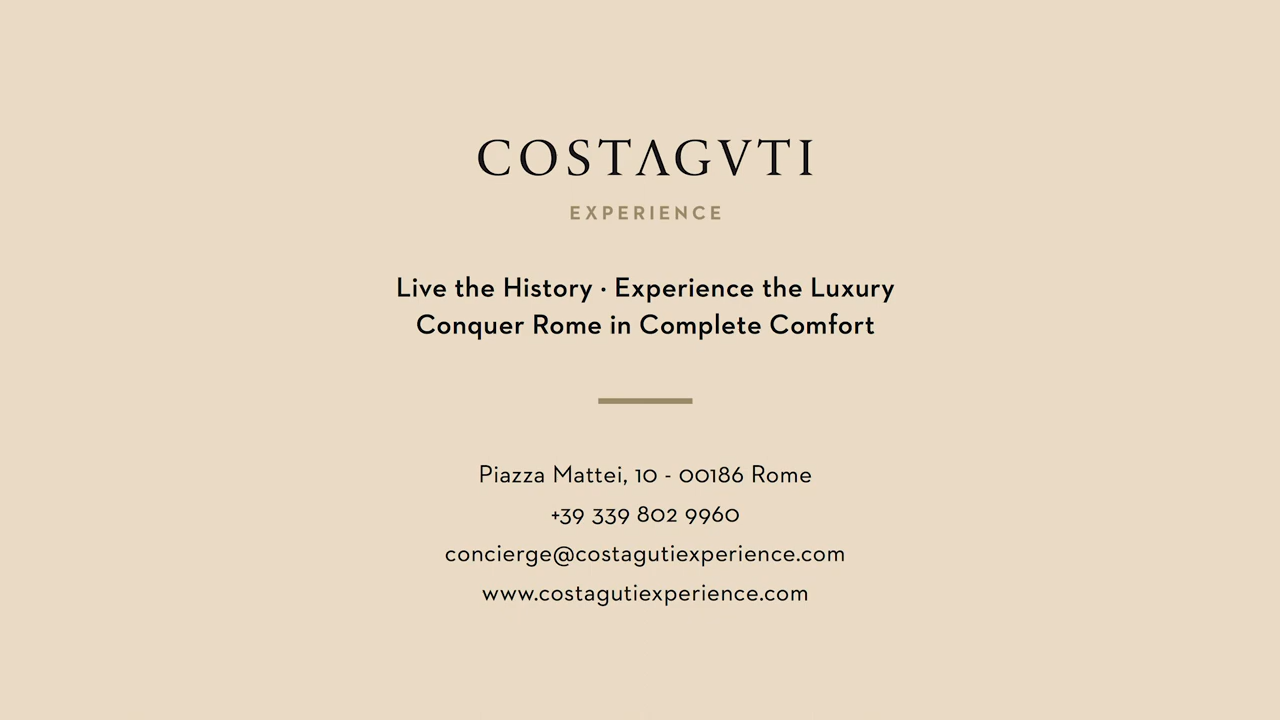 COSTAGVTI
EXPERIENCE
Live the History · Experience the Luxury
Conquer Rome in Complete Comfort
Piazza Mattei, 10 - 00186 Rome
+39 339 802 9960
concierge@costagutiexperience.com
www.costagutiexperience.com